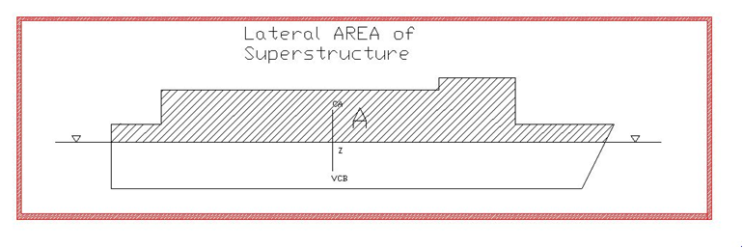 Lateral AREA of
Superstructure
CA
A
Z
VCB